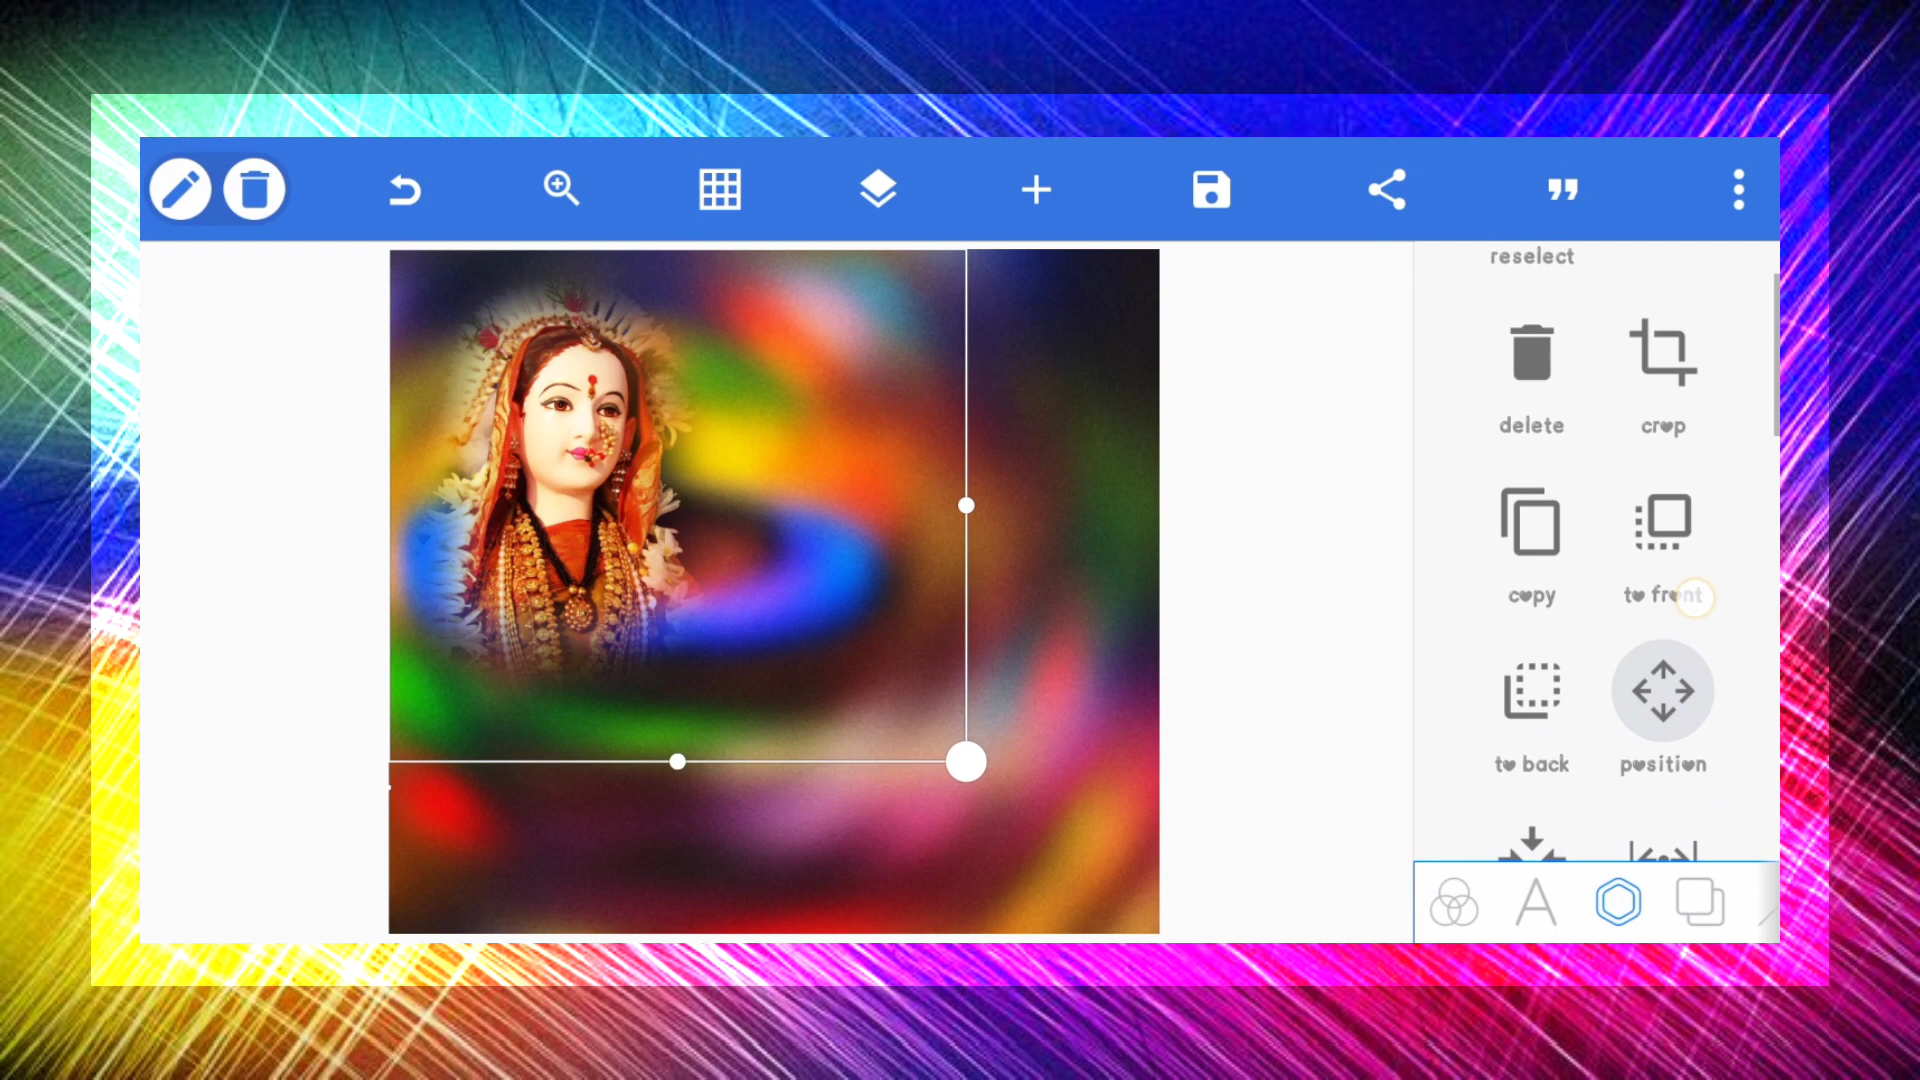 reselect
delete crop
copy to front
to back position